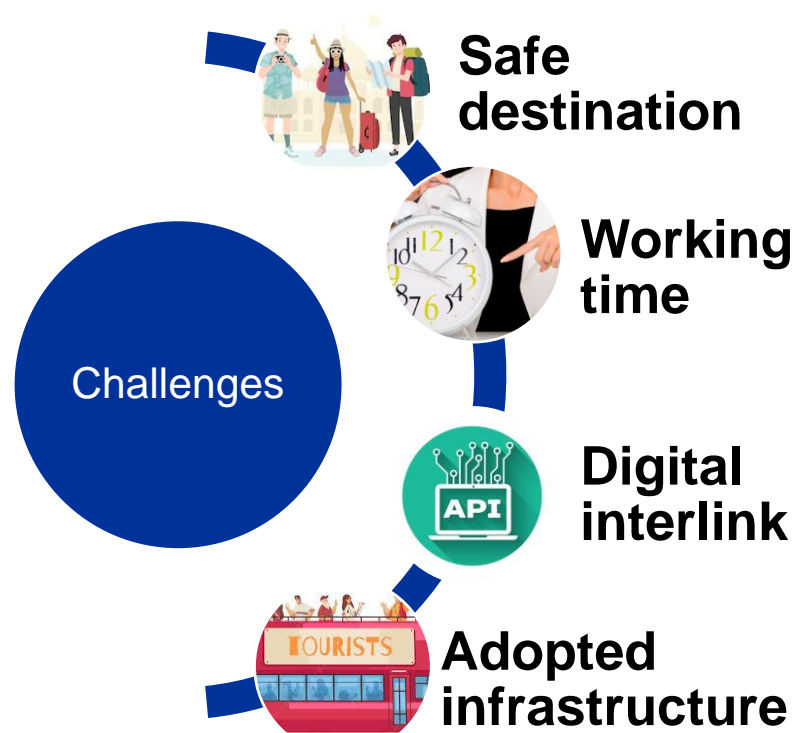 Safe
destination
Working
time
Challenges
Digital
interlink
API
TOURISTS
Adopted
infrastructure